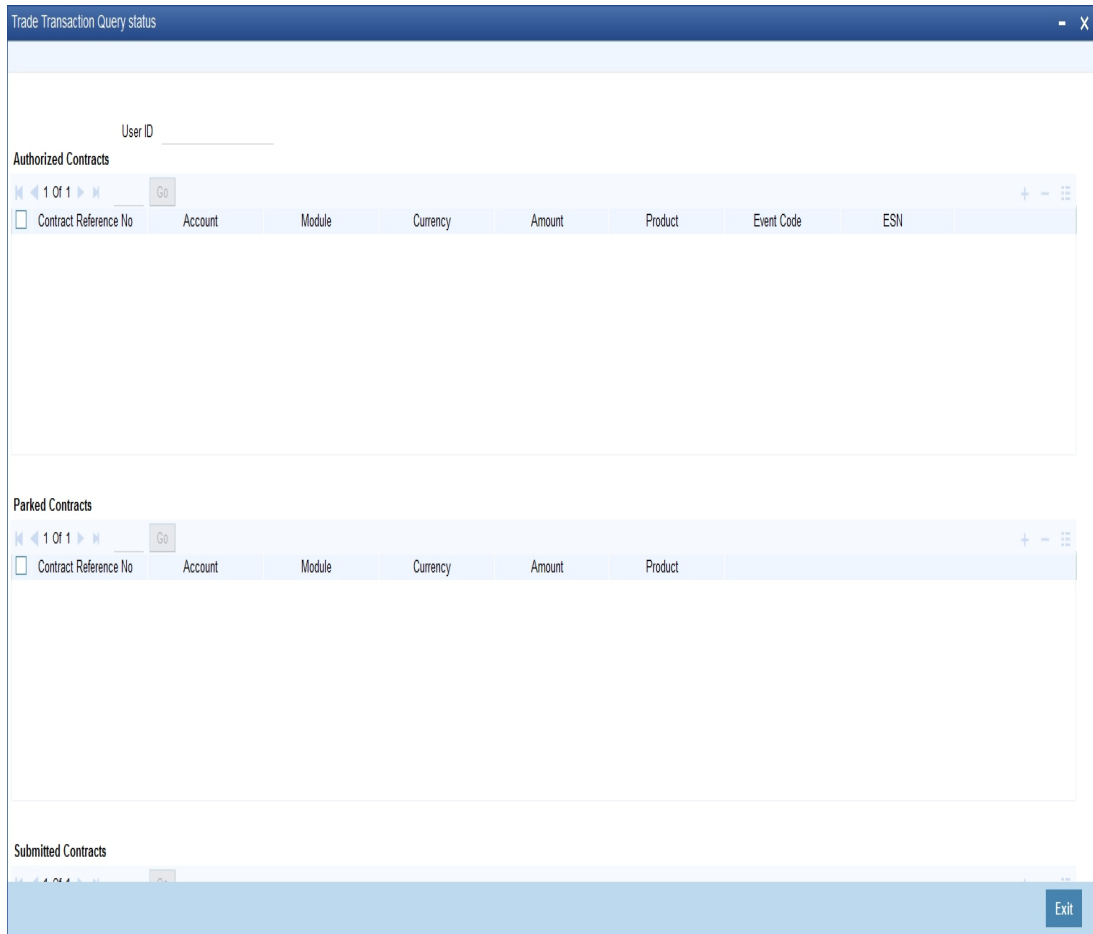 Trade Transaction Query status
User ID
Authorized Contracts
1 Of 1 Go
Contract Reference No Account Module Currency Amount Product Event Code ESN
Parked Contracts
1 Of 1 Go
Contract Reference No Account Module Currency Amount Product
Submitted Contracts
Exit